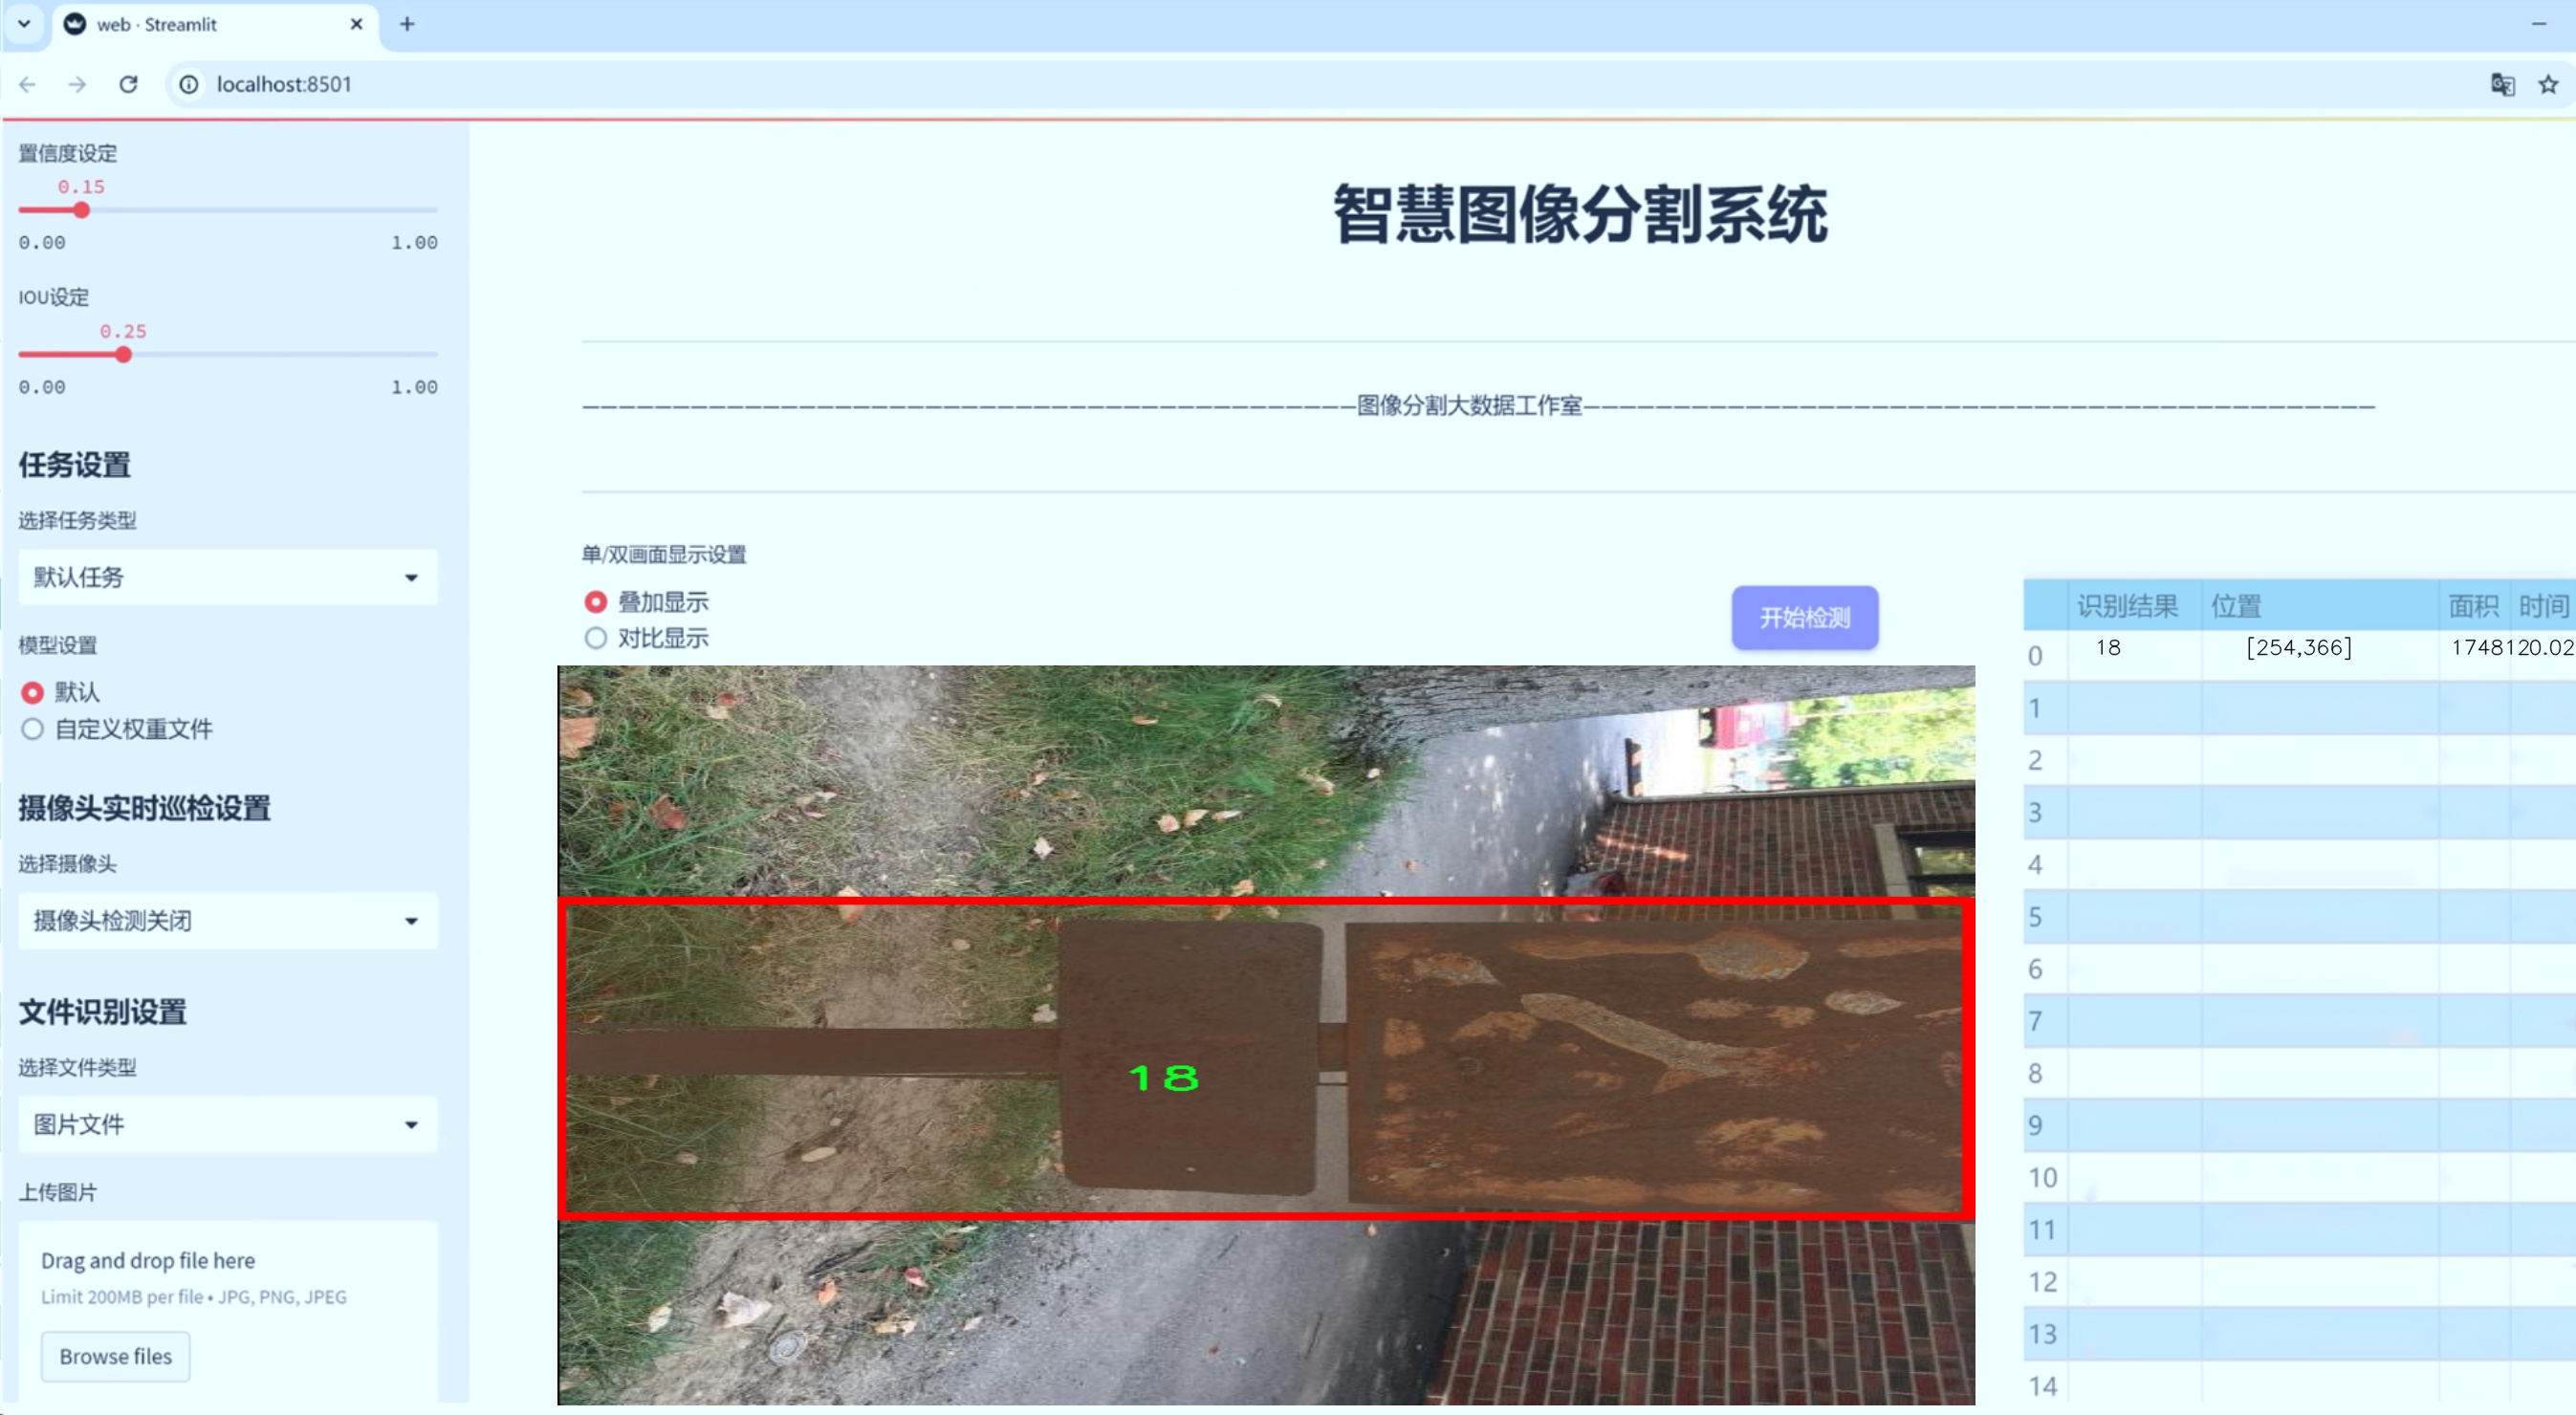 web · Streamlit
localhost:8501
置信度设定
0.15
0.00 1.00
IOU设定
0.25
0.00 1.00
任务设置
选择任务类型
默认任务
模型设置
默认
自定义权重文件
摄像头实时巡检设置
选择摄像头
摄像头检测关闭
文件识别设置
选择文件类型
图片文件
上传图片
Drag and drop file here
Limit 200MB per file • JPG, PNG, JPEG
Browse files
智慧图像分割系统
———————————————————————————————————————————图像分割大数据工作室————————————————————————————————————————————
单/双画面显示设置
叠加显示
对比显示
开始检测
18
识别结果 位置 面积 时间
0 18 [254,366] 1748120.02
1
2
3
4
5
6
7
8
9
10
11
12
13
14